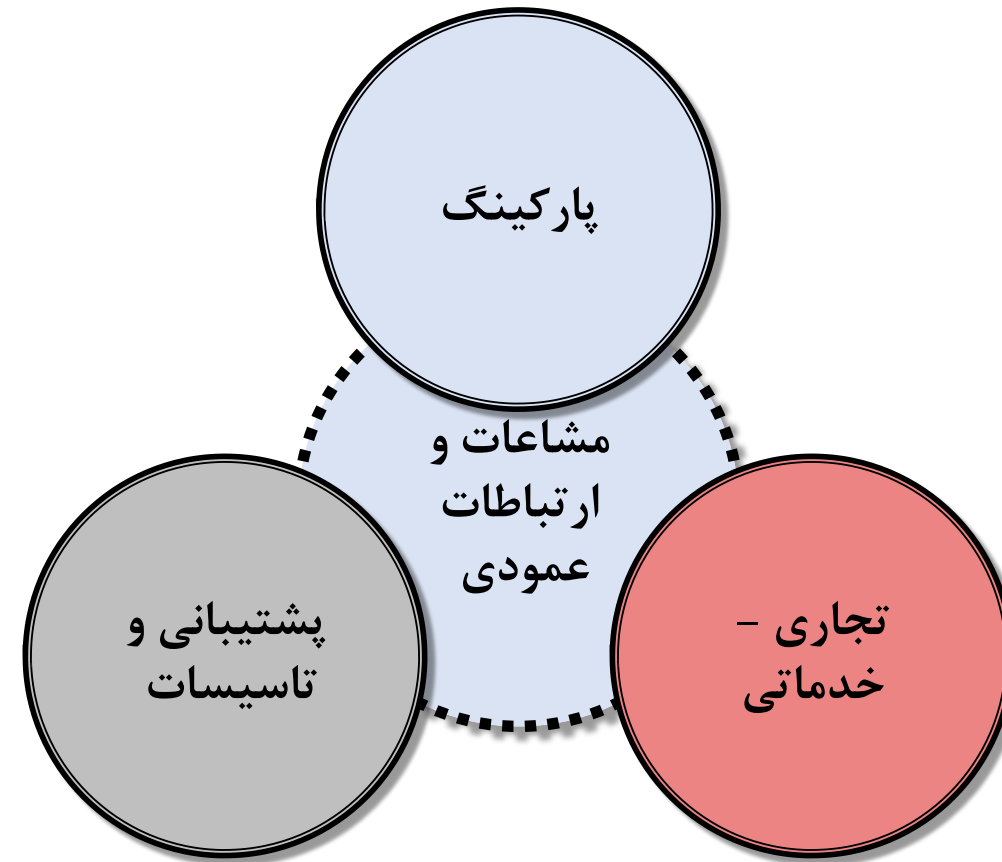 پارکینگ
مشاعات و
ارتباطات
عمودی
تجاری –
خدماتی
پشتیبانی و
تاسیسات